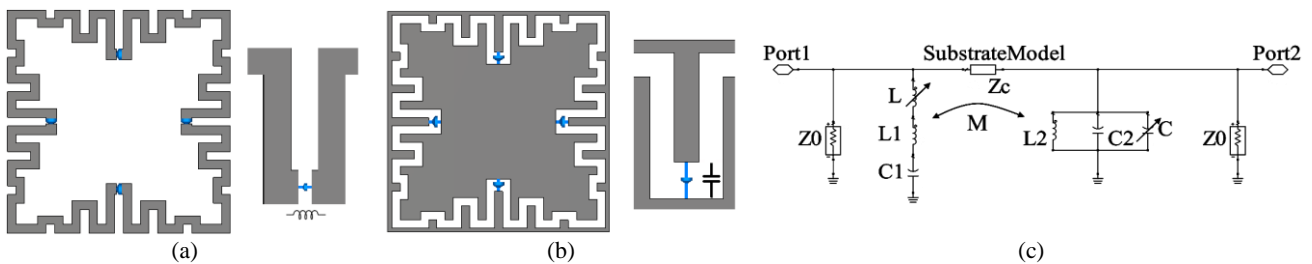 Port1
SubstrateModel
Port2
Zc
L
M
L1
C1
Z0
L2
C2
C
Z0
(a)
(b)
(c)